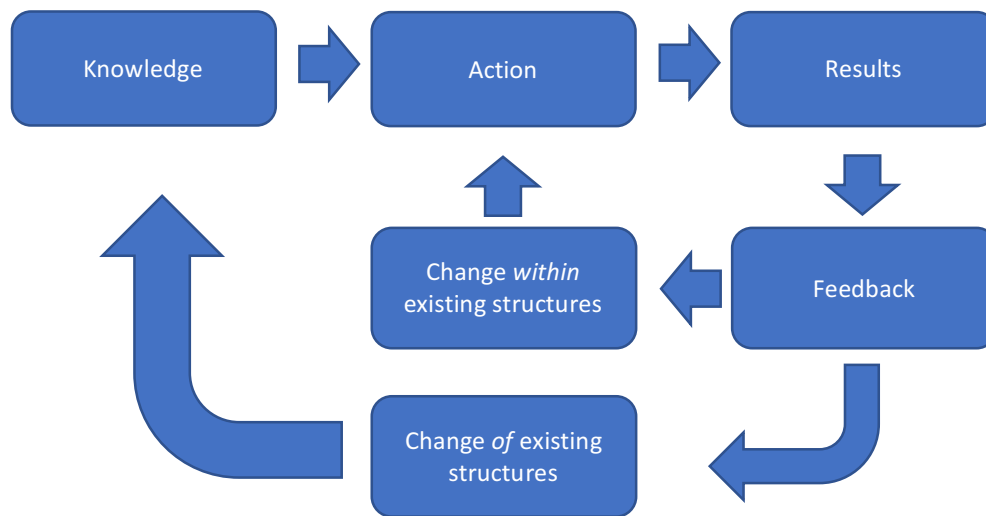 Knowledge
Action
Results
Change within
existing structures
Feedback
Change of existing
structures